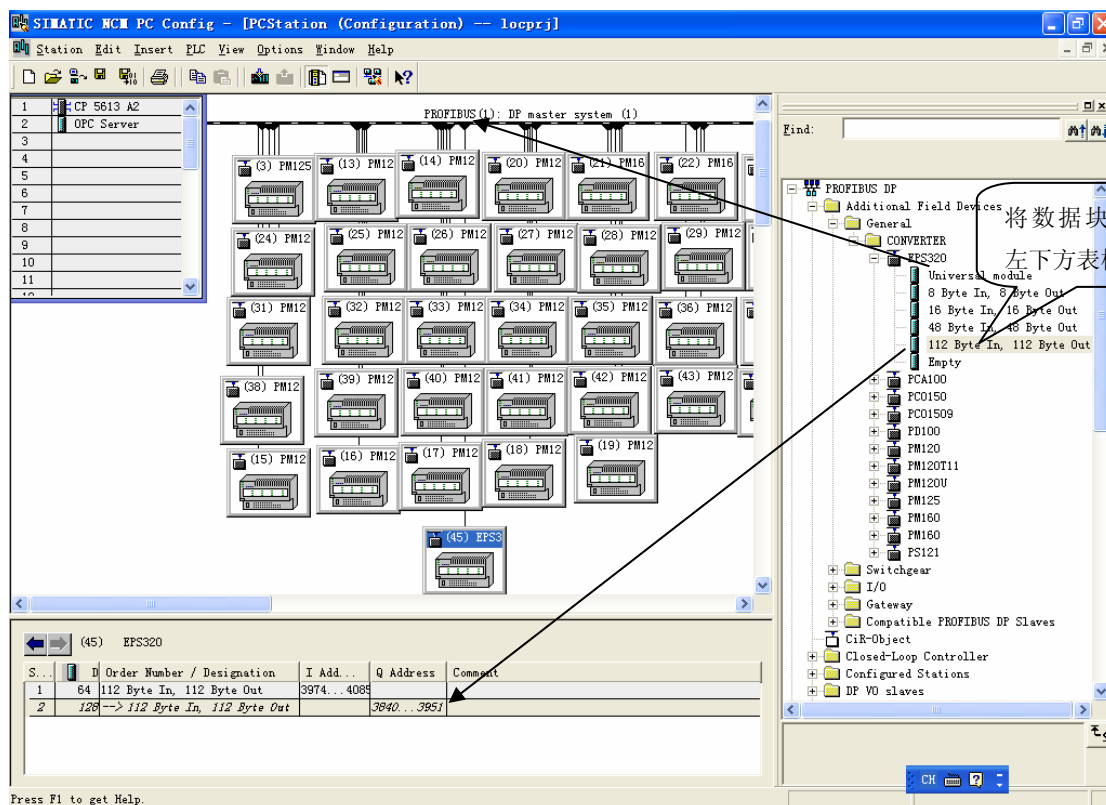 SIMATIC NCM PC Config - [PCStation (Configuration) -- locprj]
Station Edit Insert PLC View Options Window Help
1 CP 5613 A2
2 OPC Server
3
4
5
6
7
8
9
10
11
PROFIBUS(1): DP master system (1)
(3) PM125 (13) PM12 (14) PM12 (20) PM12 (21) PM16 (22) PM16
(24) PM12 (25) PM12 (26) PM12 (27) PM12 (28) PM12 (29) PM12
(31) PM12 (32) PM12 (33) PM12 (34) PM12 (35) PM12 (36) PM12
(38) PM12 (39) PM12 (40) PM12 (41) PM12 (42) PM12 (43) PM12
(15) PM12 (16) PM12 (17) PM12 (18) PM12 (19) PM12
(45) EPS3
Find:
PROFIBUS DP
Additional Field Devices
General
CONVERTER
EPS320
Universal module
8 Byte In, 8 Byte Out
16 Byte In, 16 Byte Out
48 Byte In, 48 Byte Out
112 Byte In, 112 Byte Out
Empty
PCA100
PCO150
PCO1509
PD100
PM120
PM120T11
PM120U
PM125
PM160
PM160
PS121
Switchgear
I/O
Gateway
Compatible PROFIBUS DP Slaves
CiR-Object
Closed-Loop Controller
Configured Stations
DP V0 slaves
将数据块
左下方表
(45) EPS320
S... D Order Number / Designation I Add... Q Address Comment
1 64 112 Byte In, 112 Byte Out 3974...4085
2 128 --> 112 Byte In, 112 Byte Out 3840...3951
CH
Press F1 to get Help.